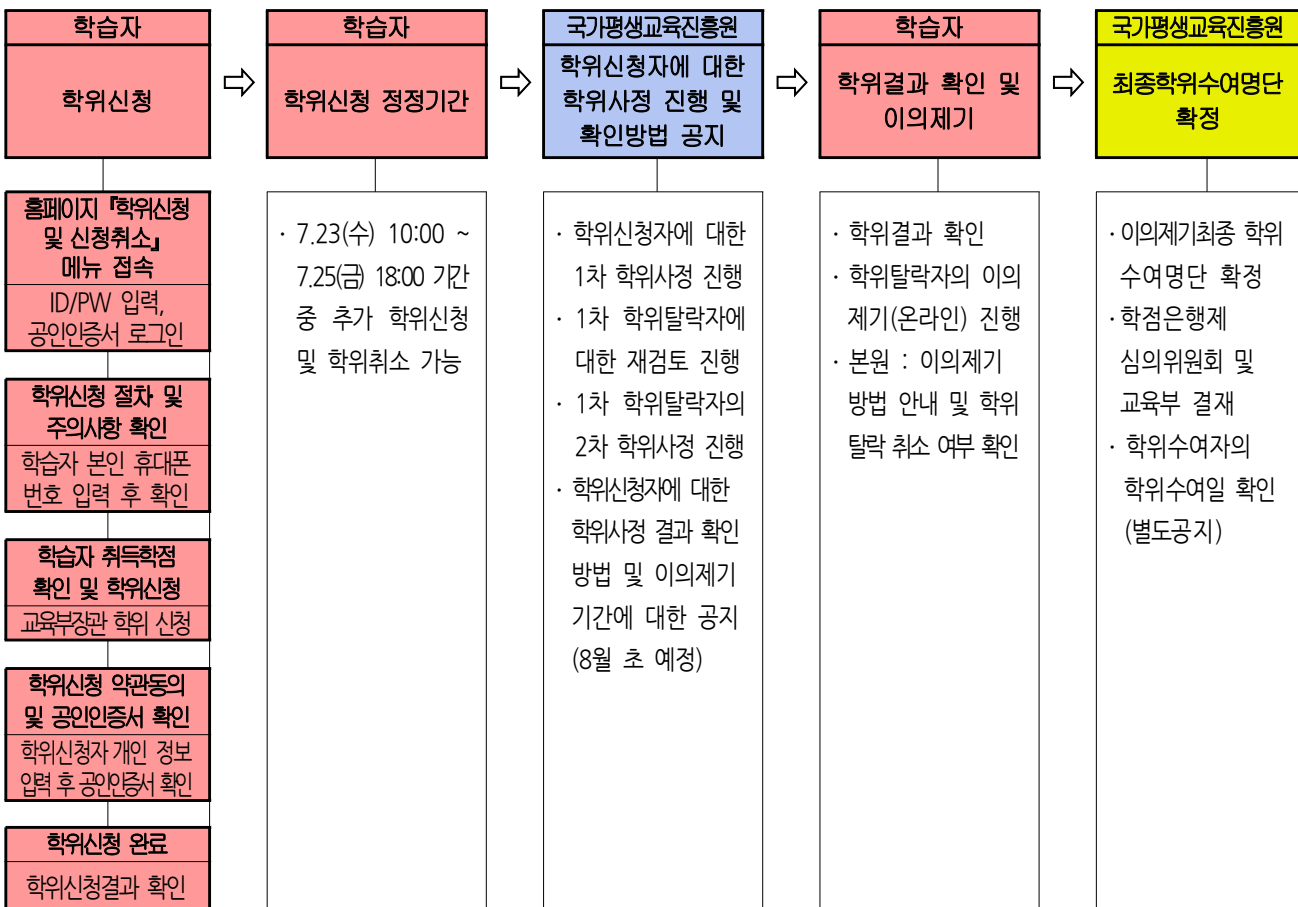 학습자
학위신청
학습자
학위신청 정정기간
국가평생교육진흥원
학위신청자에 대한
학위사정 진행 및
확인방법 공지
학습자
학위결과 확인 및
이의제기
국가평생교육진흥원
최종학위수여명단
확정
홈페이지『학위신청
및 신청취소』
메뉴 접속
ID/PW 입력,
공인인증서 로그인
학위신청 절차 및
주의사항 확인
학습자 본인 휴대폰
번호 입력 후 확인
학습자 취득학점
확인 및 학위신청
교육부장관 학위 신청
학위신청 약관동의
및 공인인증서 확인
학위신청자 개인 정보
입력 후 공인인증서 확인
학위신청 완료
학위신청결과 확인
· 7.23(수) 10:00 ~
7.25(금) 18:00 기간
중 추가 학위신청
및 학위취소 가능
· 학위신청자에 대한
1차 학위사정 진행
· 1차 학위탈락자에
대한 재검토 진행
· 1차 학위탈락자의
2차 학위사정 진행
· 학위신청자에 대한
학위사정 결과 확인
방법 및 이의제기
기간에 대한 공지
(8월 초 예정)
· 학위결과 확인
· 학위탈락자의 이의
제기(온라인) 진행
· 본원 : 이의제기
방법 안내 및 학위
탈락 취소 여부 확인
· 이의제기최종 학위
수여명단 확정
· 학점은행제
심의위원회 및
교육부 결재
· 학위수여자의
학위수여일 확인
(별도공지)